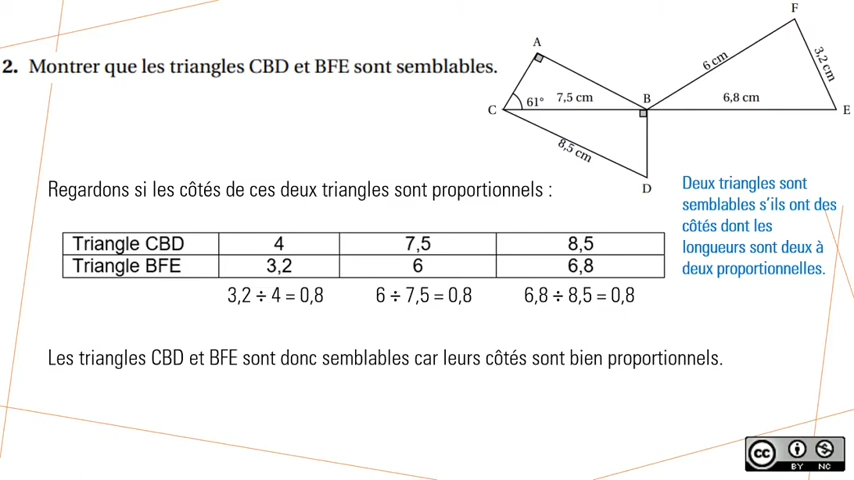 2. Montrer que les triangles CBD et BFE sont semblables.
F
A
6 cm
3,2 cm
61°
7,5 cm
B
6,8 cm
C
E
8,5 cm
D
Regardons si les côtés de ces deux triangles sont proportionnels :
Deux triangles sont
semblables s'ils ont des
côtés dont les
longueurs sont deux à
deux proportionnelles.
Triangle CBD 4 7,5 8,5
Triangle BFE 3,2 6 6,8
3,2 ÷ 4 = 0,8 6 ÷ 7,5 = 0,8 6,8 ÷ 8,5 = 0,8
Les triangles CBD et BFE sont donc semblables car leurs côtés sont bien proportionnels.
cc
BY NC